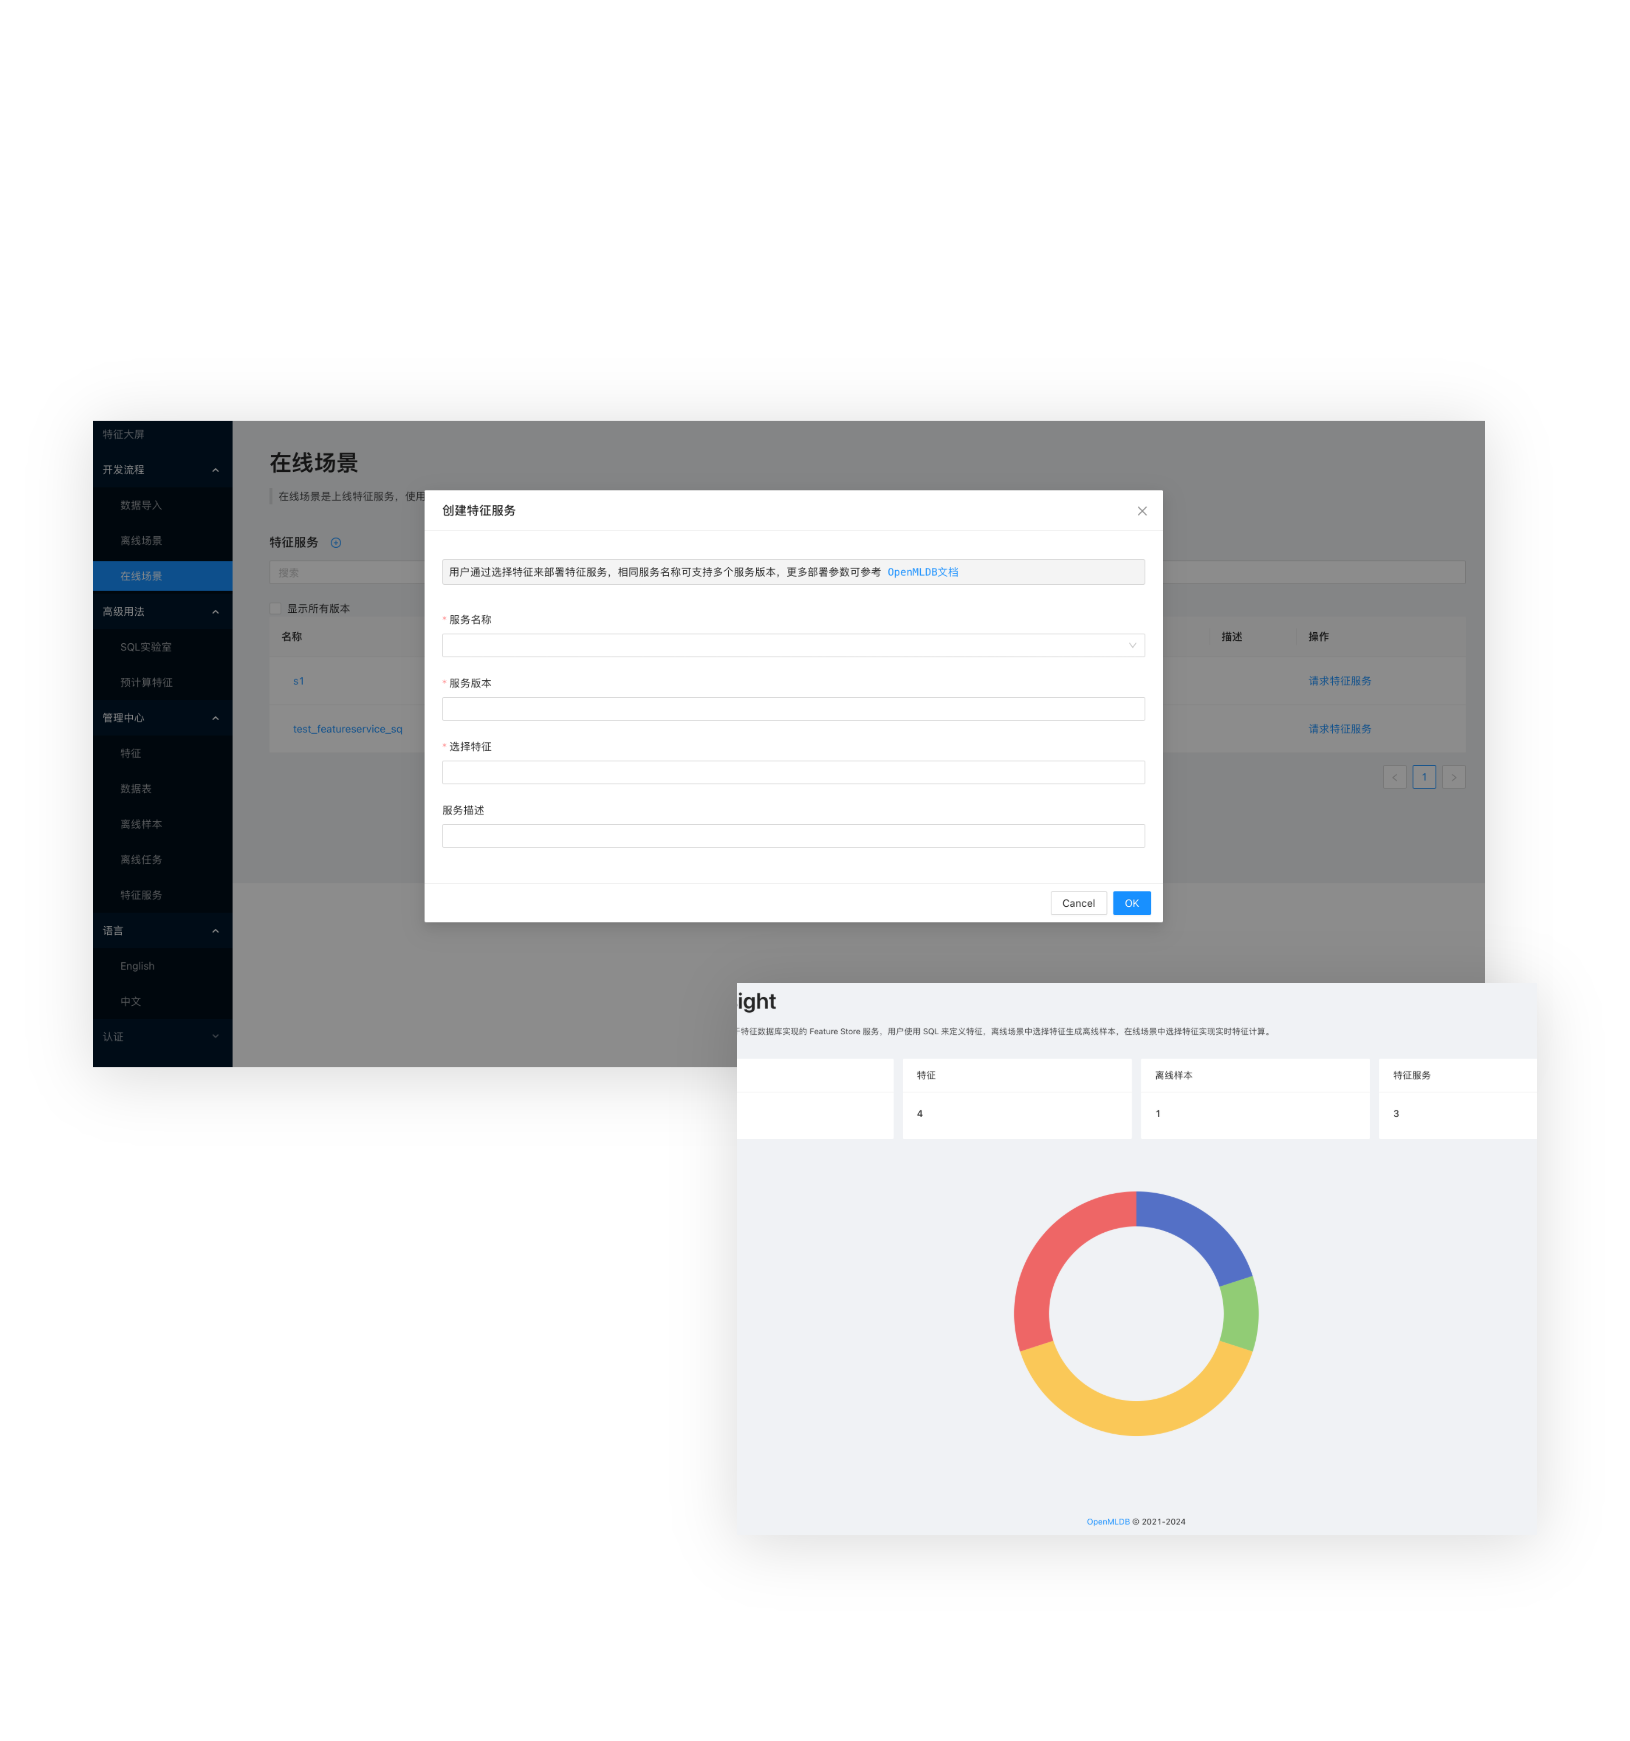 特征大屏
开发流程
数据导入
离线场景
在线场景
高级用法
SQL实验室
预计算特征
管理中心
特征
数据表
离线样本
离线任务
特征服务
语言
English
中文
认证
在线场景
在线场景是上线特征服务，使用
特征服务
搜索
显示所有版本
名称
描述
操作
s1
请求特征服务
test_featureservice_sq
请求特征服务
1
创建特征服务
用户通过选择特征来部署特征服务，相同服务名称可支持多个服务版本，更多部署参数可参考 OpenMLDB文档
* 服务名称
* 服务版本
* 选择特征
服务描述
Cancel
OK
ight
特征数据库实现的 Feature Store 服务，用户使用 SQL 来定义特征，离线场景中选择特征生成离线样本，在线场景中选择特征实现实时特征计算。
特征
离线样本
特征服务
4
1
3
OpenMLDB © 2021-2024